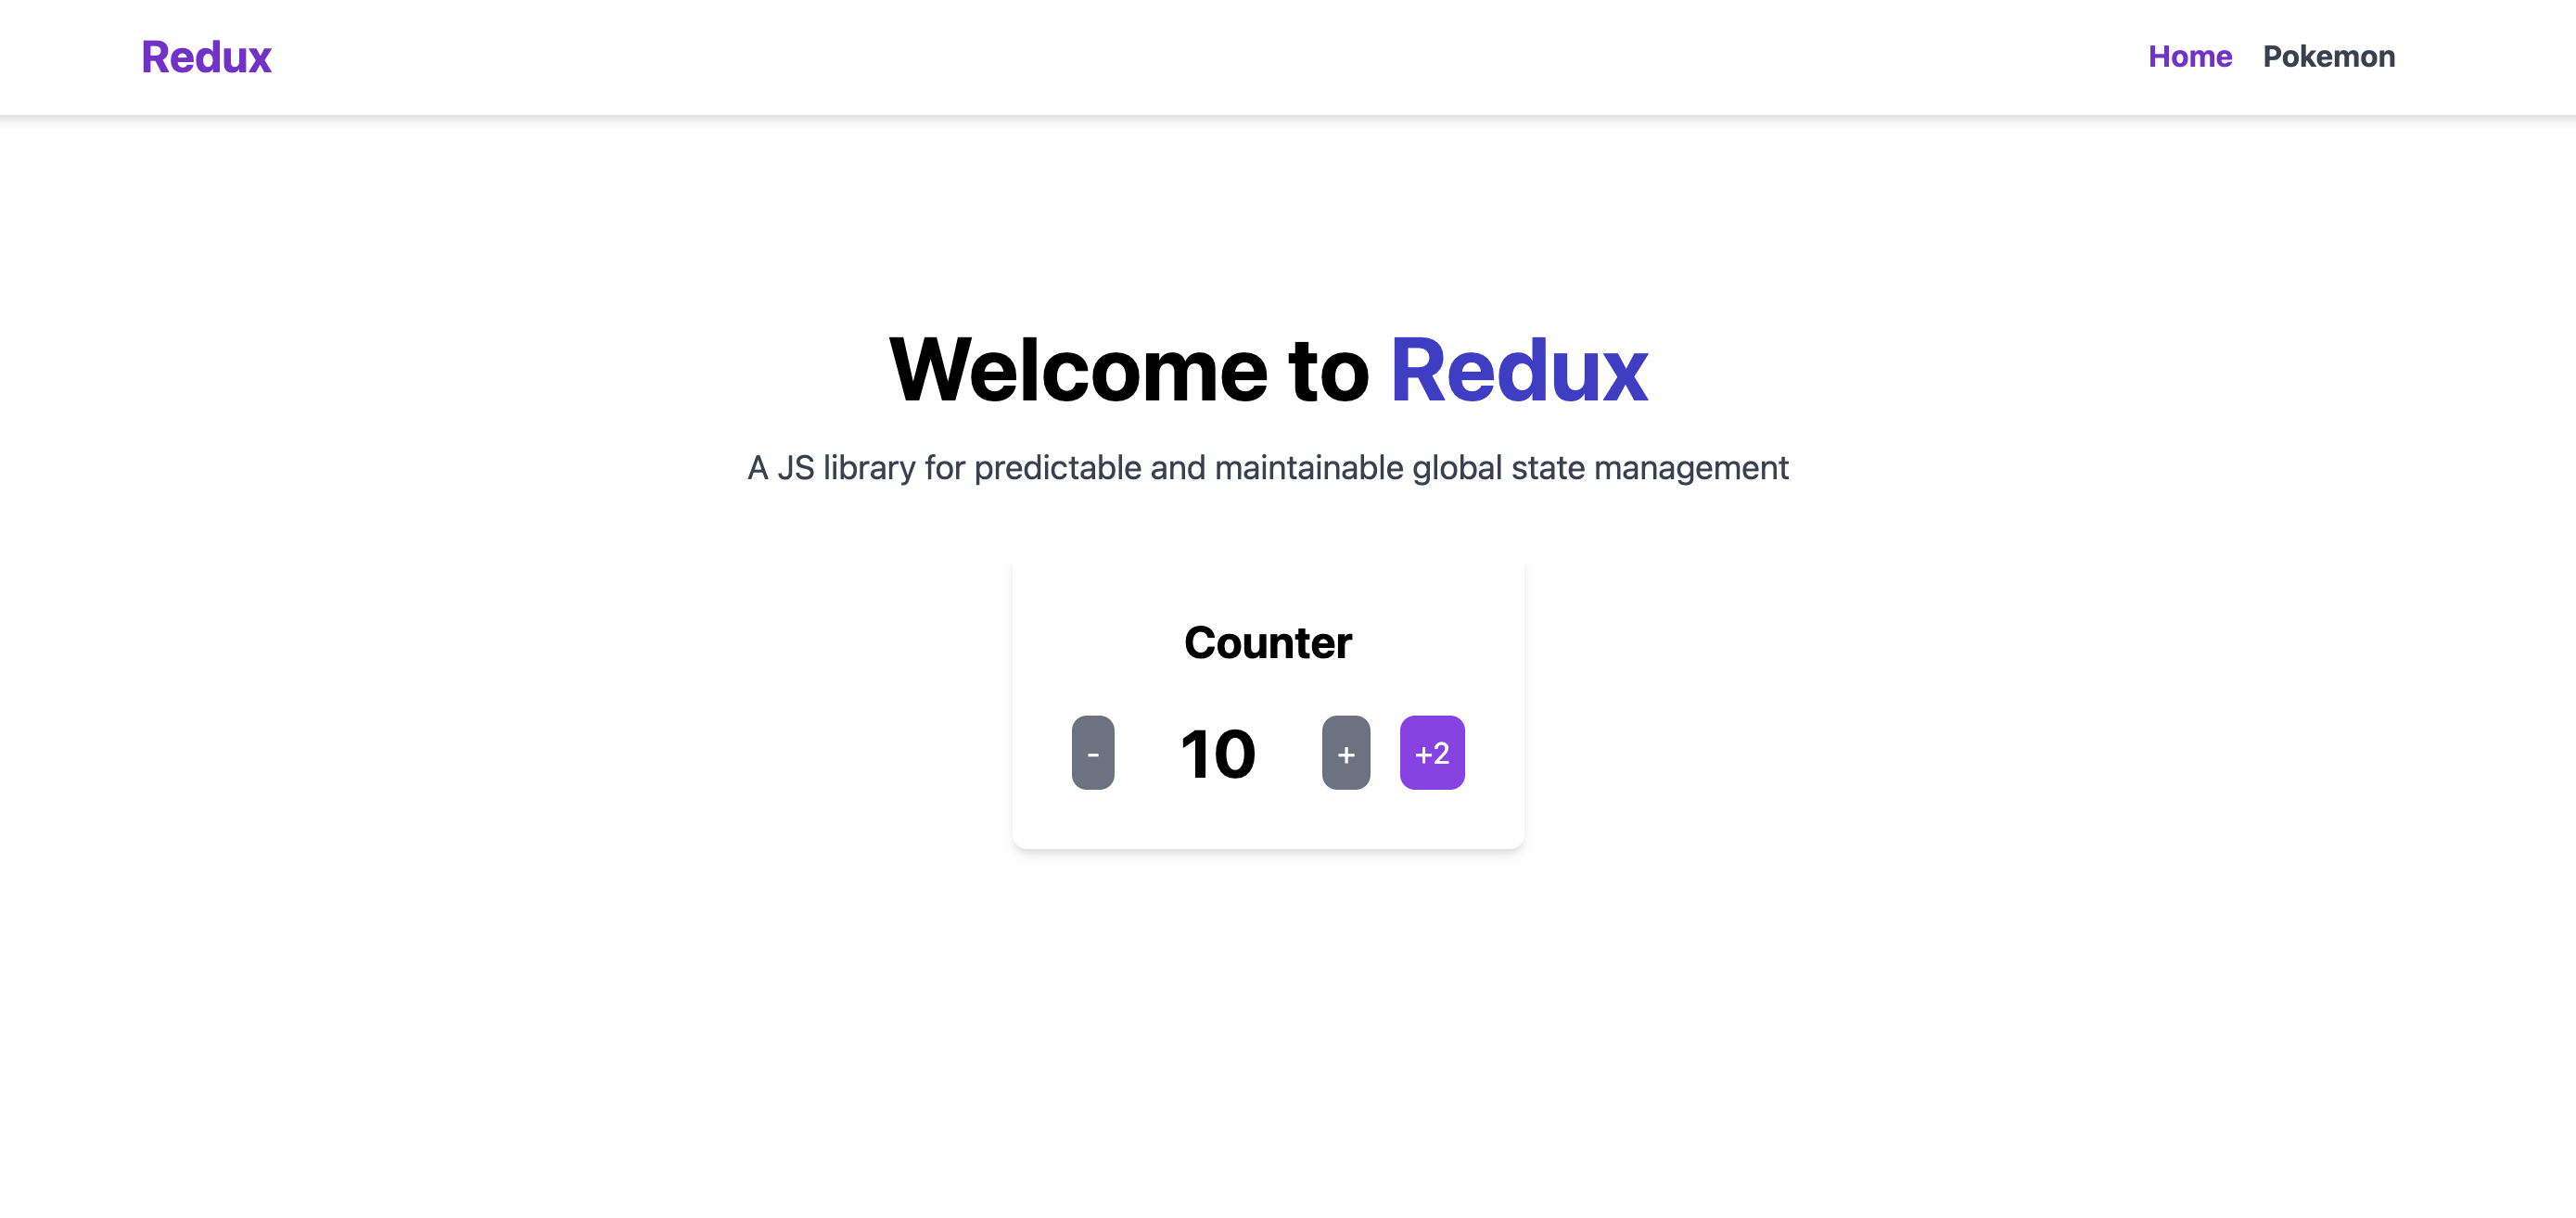 Redux
Home Pokemon
Welcome to Redux
A JS library for predictable and maintainable global state management
Counter
- 10 + +2